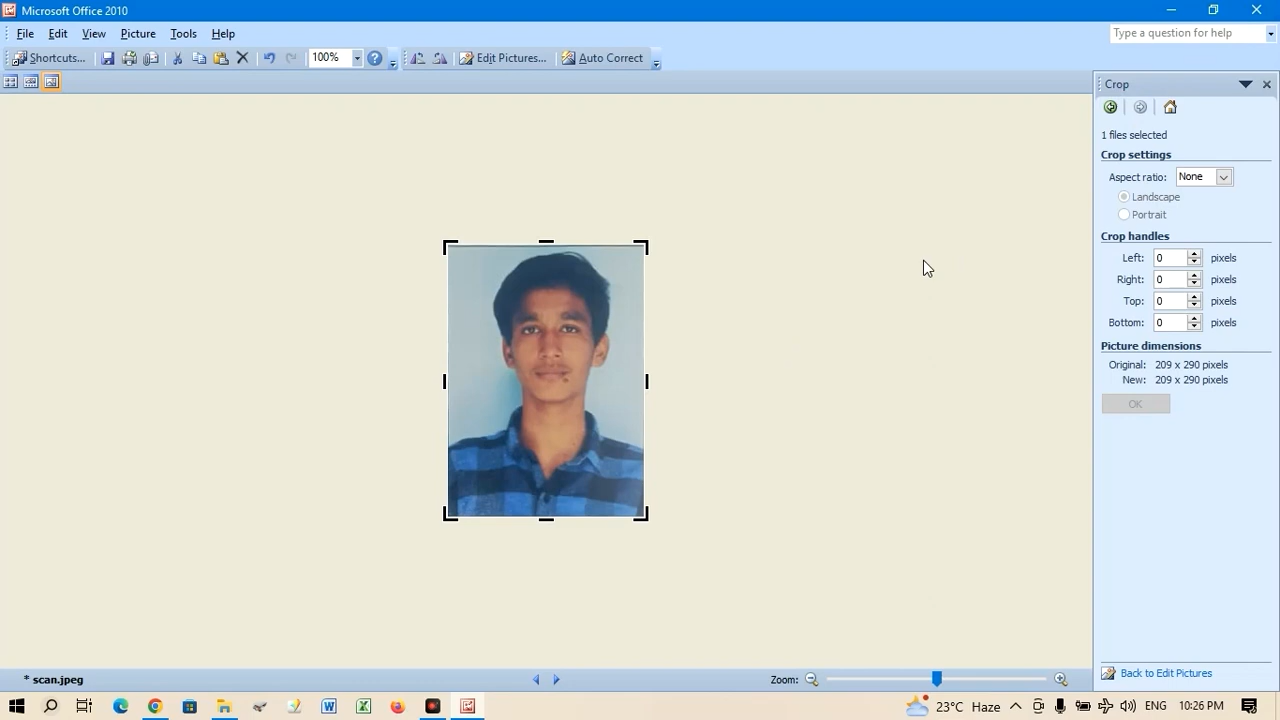 Microsoft Office 2010
File Edit View Picture Tools Help
Type a question for help
Shortcuts... 100% Edit Pictures... Auto Correct
Crop
1 files selected
Crop settings
Aspect ratio: None
Landscape
Portrait
Crop handles
Left: 0 pixels
Right: 0 pixels
Top: 0 pixels
Bottom: 0 pixels
Picture dimensions
Original: 209 x 290 pixels
New: 209 x 290 pixels
OK
Back to Edit Pictures
* scan.jpeg
Zoom:
23°C Haze ENG 10:26 PM